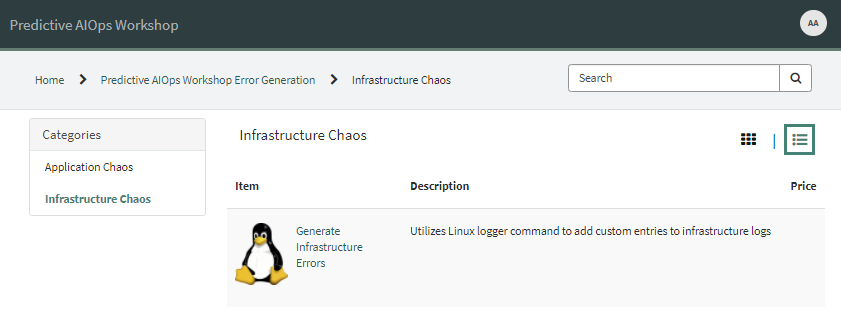 Predictive AIOps Workshop
AA
Home Predictive AIOps Workshop Error Generation Infrastructure Chaos
Search
Categories
Application Chaos
Infrastructure Chaos
Infrastructure Chaos
Item Description Price
Generate
Infrastructure
Errors
Utilizes Linux logger command to add custom entries to infrastructure logs